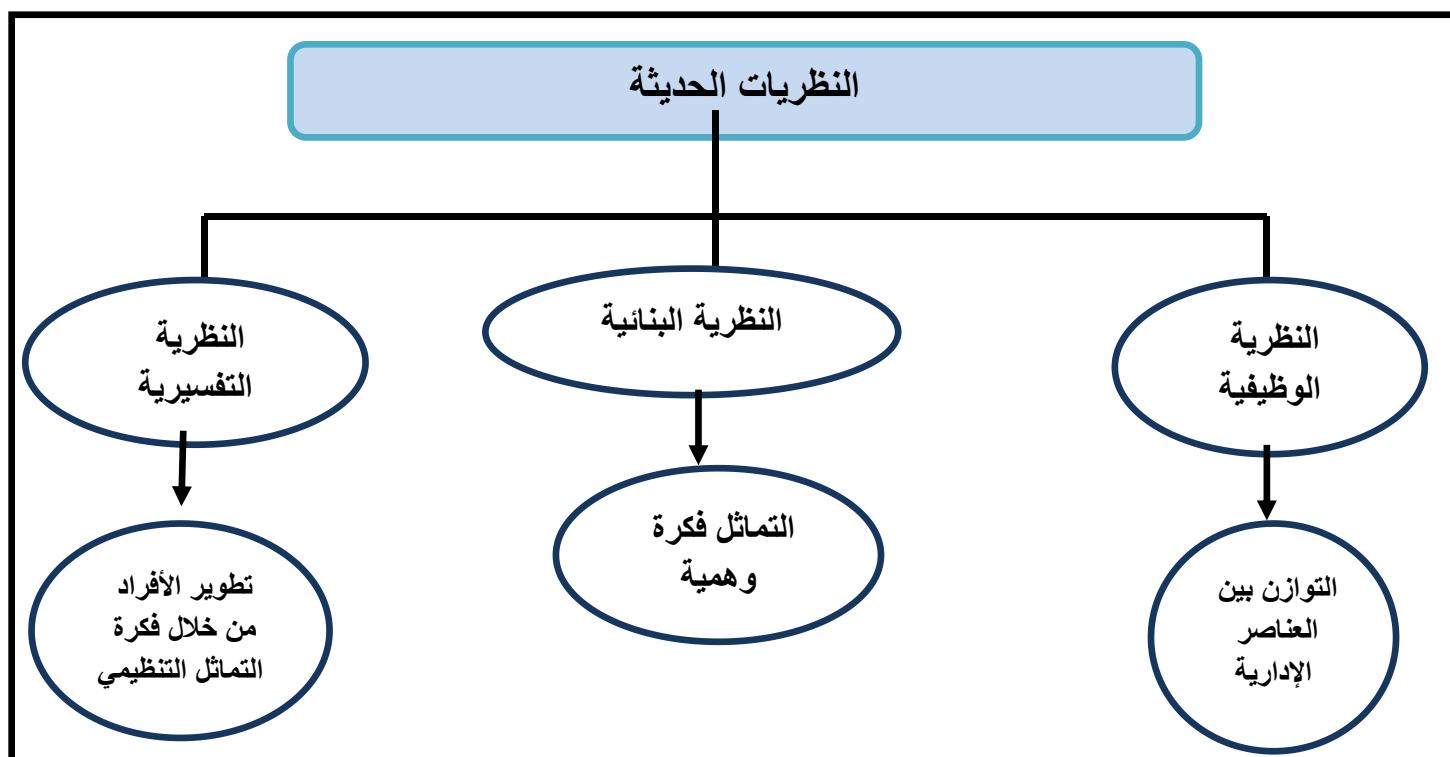 النظريات الحديثة
النظرية
الوظيفية
النظرية البنائية
النظرية
التفسيرية
التوازن بين
العناصر
الإدارية
التماثل فكرة
وهمية
تطوير الأفراد
من خلال فكرة
التماثل التنظيمي